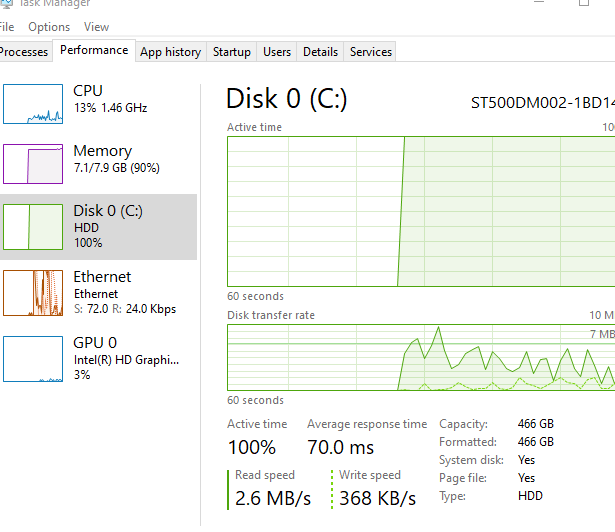 Task Manager
File Options View
Processes Performance App history Startup Users Details Services
CPU
13% 1.46 GHz
Memory
7.1/7.9 GB (90%)
Disk 0 (C:)
HDD
100%
Ethernet
Ethernet
S: 72.0 R: 24.0 Kbps
GPU 0
Intel(R) HD Graphi...
3%
Disk 0 (C:) ST500DM002-1BD14
Active time 10
60 seconds
Disk transfer rate 10 M
7 MB
60 seconds
Active time
100%
Average response time
70.0 ms
Read speed
2.6 MB/s
Write speed
368 KB/s
Capacity: 466 GB
Formatted: 466 GB
System disk: Yes
Page file: Yes
Type: HDD